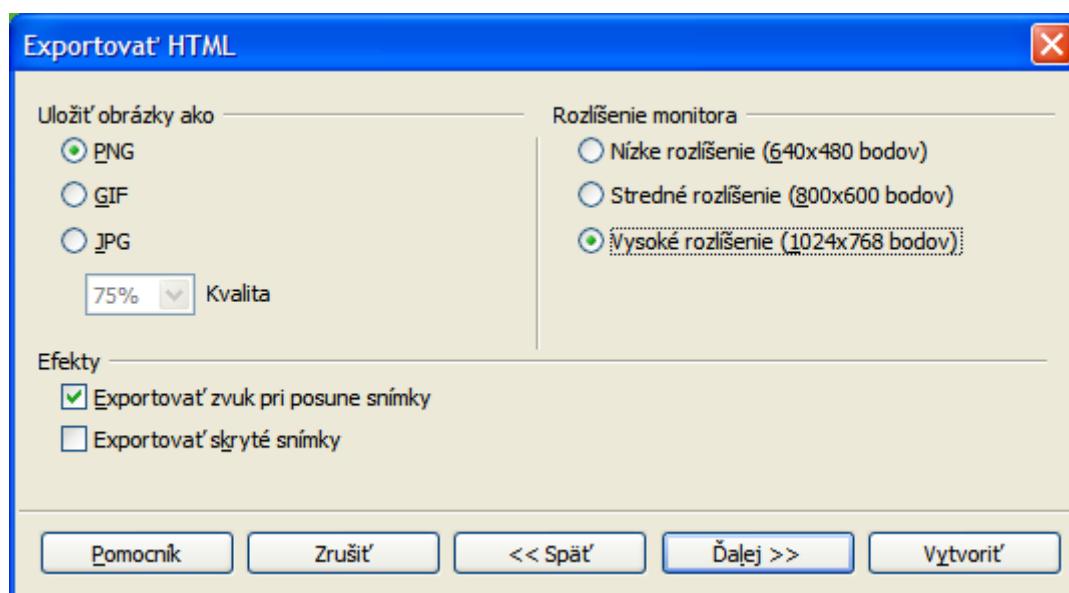 Exportovať HTML
Uložiť obrázky ako
PNG
GIF
JPG
75% Kvalita
Rozlíšenie monitora
Nízke rozlíšenie (640x480 bodov)
Stredné rozlíšenie (800x600 bodov)
Vysoké rozlíšenie (1024x768 bodov)
Efekty
Exportovať zvuk pri posune snímky
Exportovať skryté snímky
Pomocník Zrušiť << Späť Ďalej >> Vytvoriť